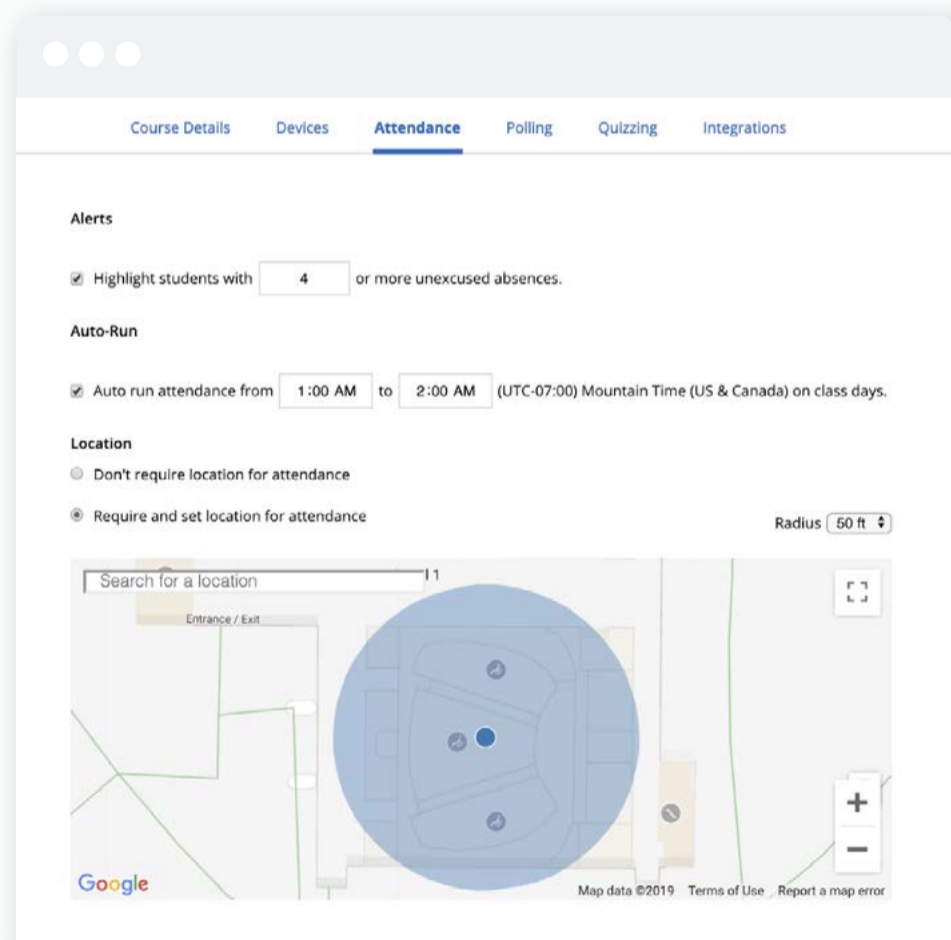 Course Details Devices Attendance Polling Quizzing Integrations
Alerts
Highlight students with 4 or more unexcused absences.
Auto-Run
Auto run attendance from 1:00 AM to 2:00 AM (UTC-07:00) Mountain Time (US & Canada) on class days.
Location
Don't require location for attendance
Require and set location for attendance
Radius 50 ft
Search for a location
Entrance / Exit
Google
Map data ©2019 Terms of Use Report a map error